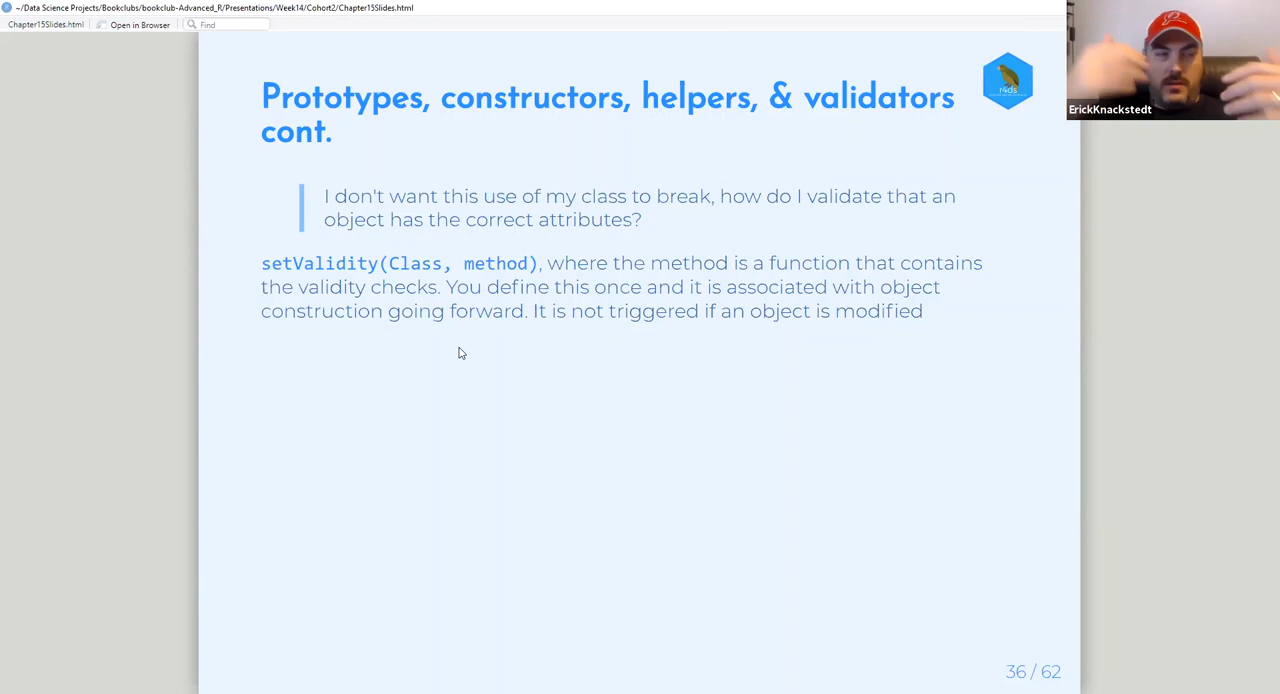 ~/Data Science Projects/Bookclubs/bookclub-Advanced_R/Presentations/Week14/Cohort2/Chapter15Slides.html
Chapter15Slides.html Open in Browser Find
ErickKnackstedt
r4ds
Prototypes, constructors, helpers, & validators
cont.
I don't want this use of my class to break, how do I validate that an
object has the correct attributes?
setValidity(Class, method), where the method is a function that contains
the validity checks. You define this once and it is associated with object
construction going forward. It is not triggered if an object is modified
36 / 62